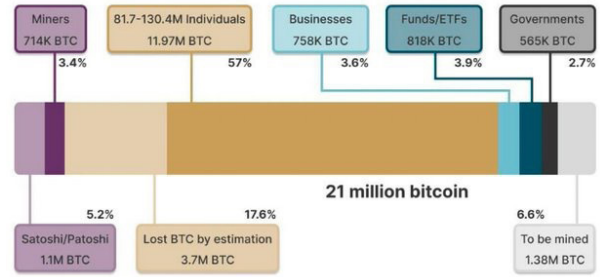 Miners
714K BTC
3.4%
81.7-130.4M Individuals
11.97M BTC
57%
Businesses
758K BTC
3.6%
Funds/ETFs
818K BTC
3.9%
Governments
565K BTC
2.7%
21 million bitcoin
5.2%
Satoshi/Patoshi
1.1M BTC
17.6%
Lost BTC by estimation
3.7M BTC
6.6%
To be mined
1.38M BTC